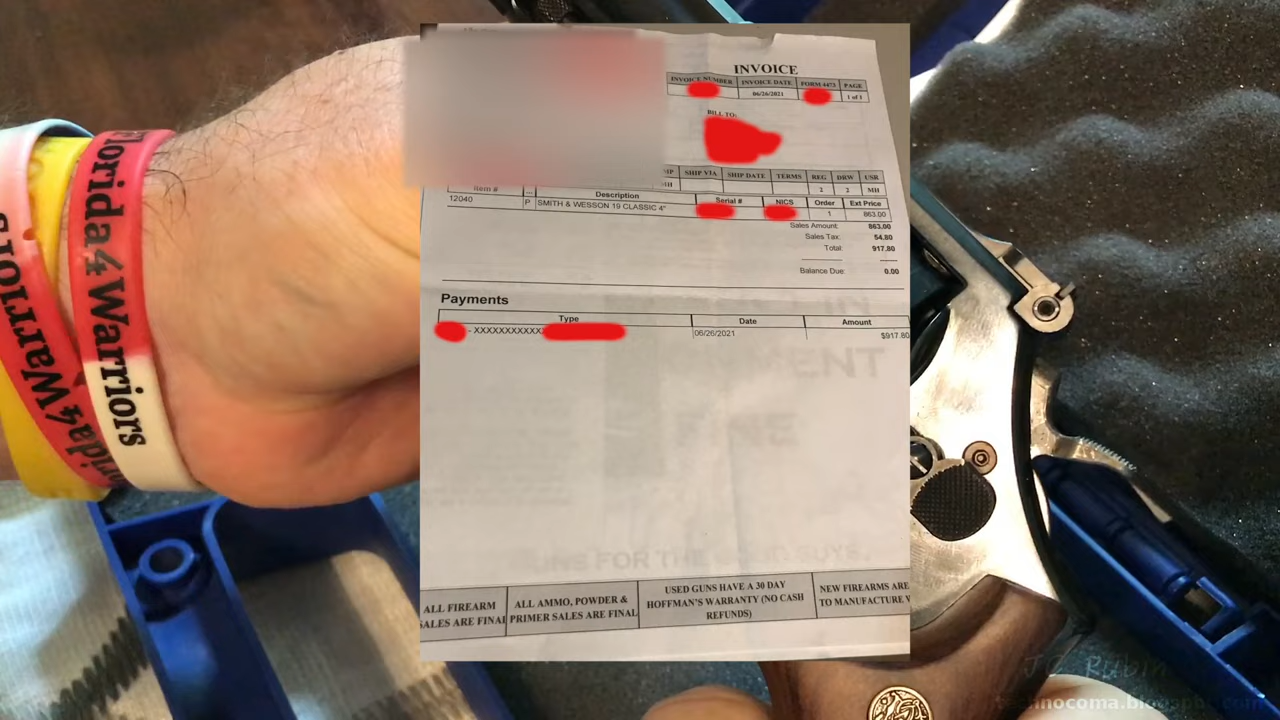 INVOICE
INVOICE NUMBER INVOICE DATE FORM 4473 PAGE
06/26/2021 1 of 1
BILL TO:
SHIP VIA SHIP DATE TERMS REG DRW USR
2 2 MH
Item # Description Serial # NICS Order Ext Price
12040 P SMITH & WESSON 19 CLASSIC 4" 1 863.00
Sales Amount: 863.00
Sales Tax: 54.80
Total: 917.80
Balance Due: 0.00
Payments
Type Date Amount
- XXXXXXXXXXXX 06/26/2021 $917.80
FOR THE GUYS
ALL FIREARM
SALES ARE FINAL
ALL AMMO, POWDER &
PRIMER SALES ARE FINAL
USED GUNS HAVE A 30 DAY
HOFFMAN'S WARRANTY (NO CASH
REFUNDS)
NEW FIREARMS ARE
TO MANUFACTURE
Florida4Warriors
Warriors
rida4Warriors